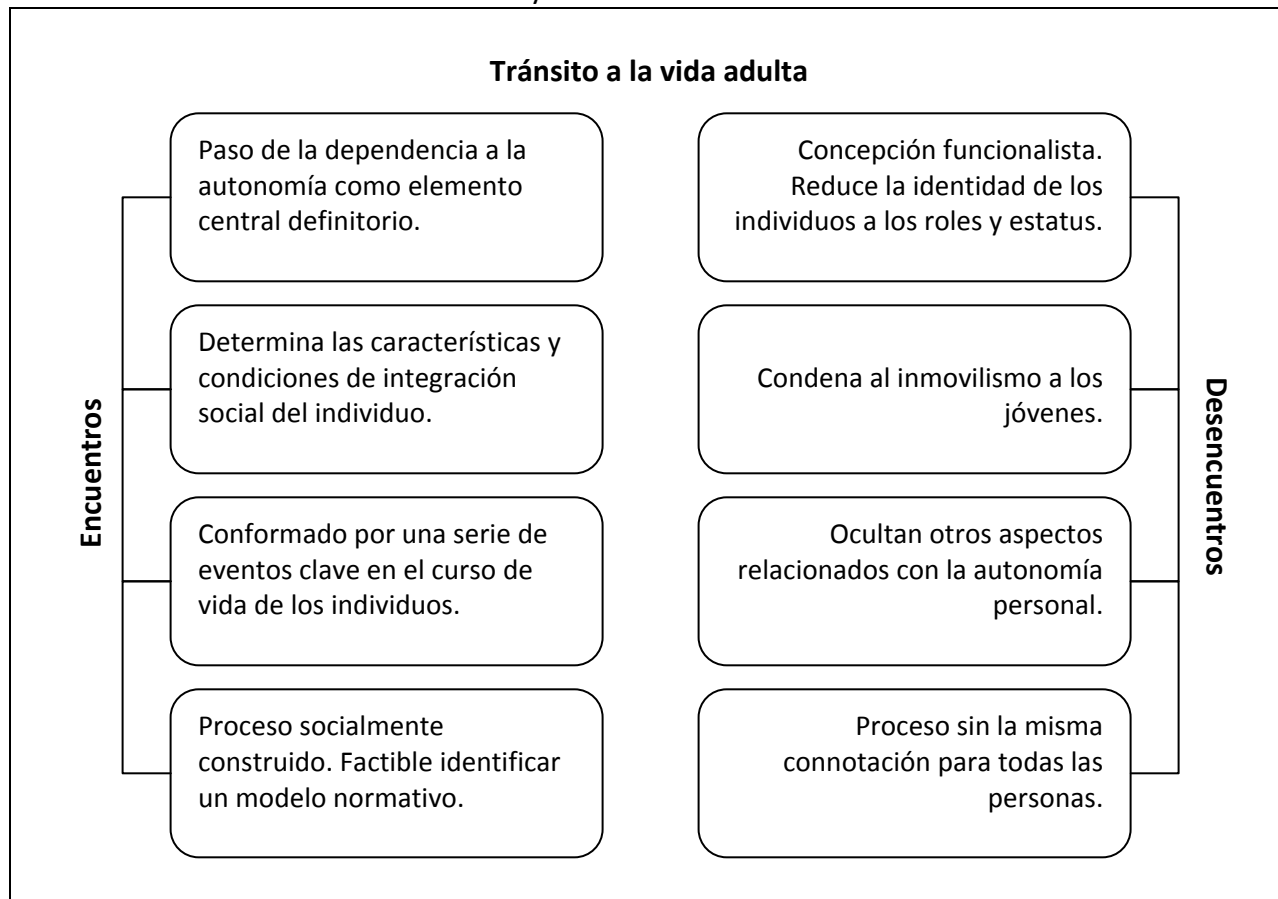 Tránsito a la vida adulta
Encuentros
Paso de la dependencia a la
autonomía como elemento
central definitorio.
Determina las características y
condiciones de integración
social del individuo.
Conformado por una serie de
eventos clave en el curso de
vida de los individuos.
Proceso socialmente
construido. Factible identificar
un modelo normativo.
Concepción funcionalista.
Reduce la identidad de los
individuos a los roles y estatus.
Condena al inmovilismo a los
jóvenes.
Ocultan otros aspectos
relacionados con la autonomía
personal.
Proceso sin la misma
connotación para todas las
personas.
Desencuentros